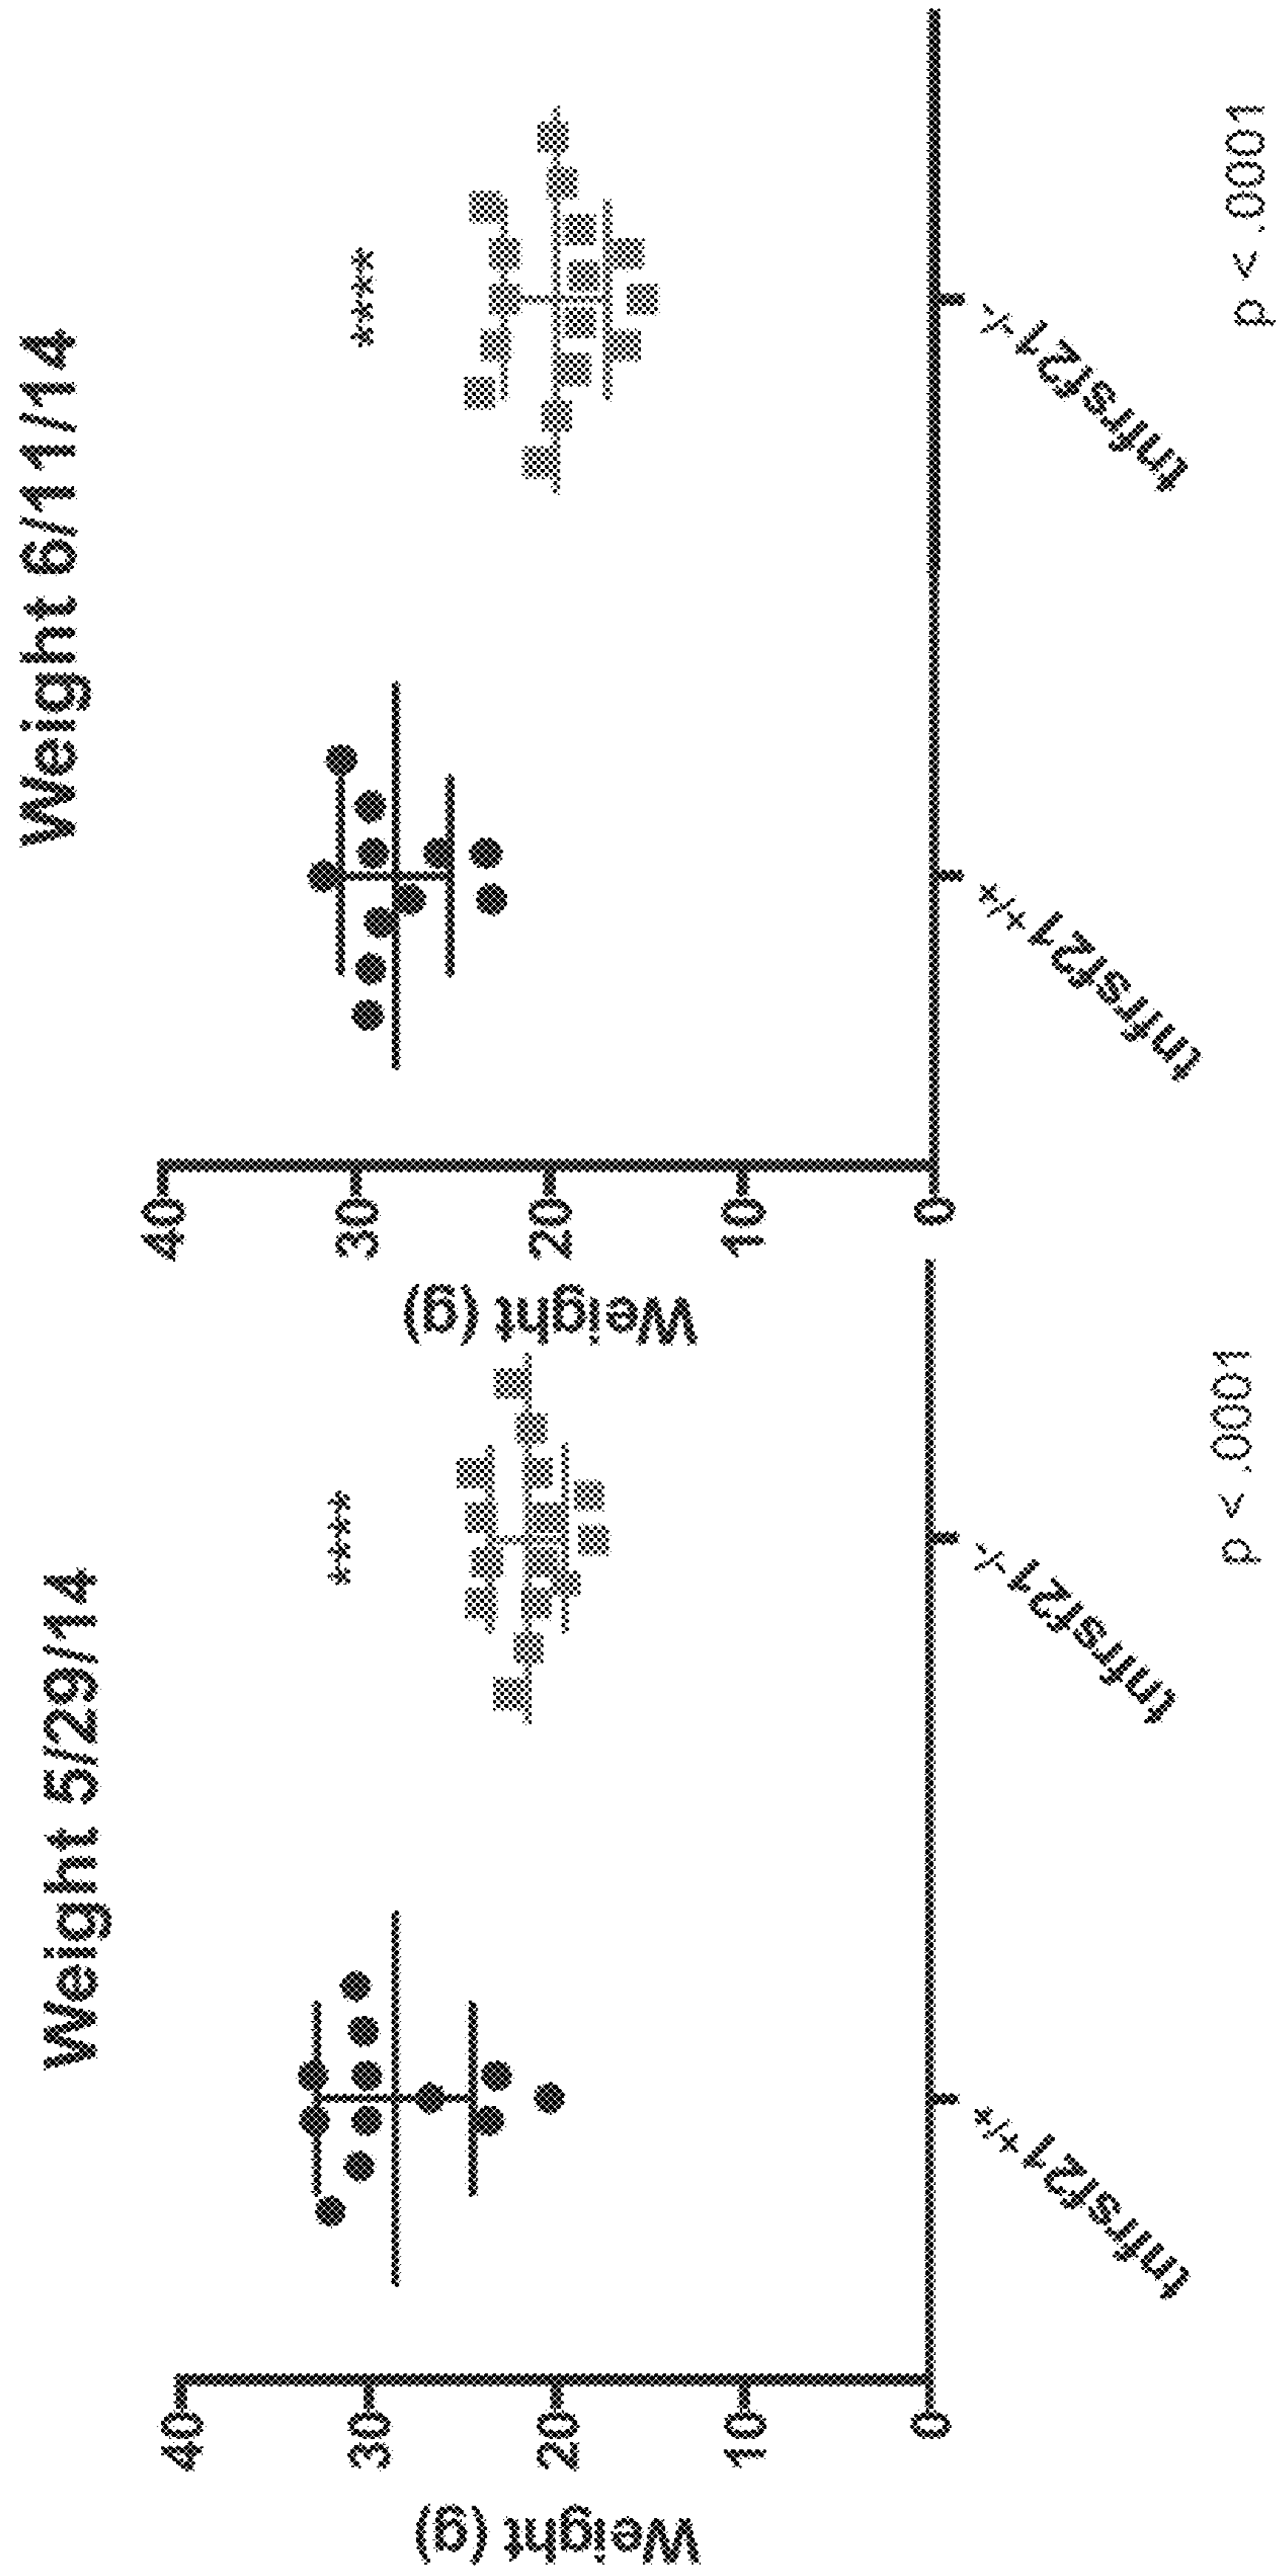 Weight 5/29/14
Weight (g)
40
30
20
10
0
****
tnfrsf21+/+
tnfrsf21-/-
p < .0001
Weight 6/11/14
Weight (g)
40
30
20
10
0
****
tnfrsf21+/+
tnfrsf21-/-
p < .0001